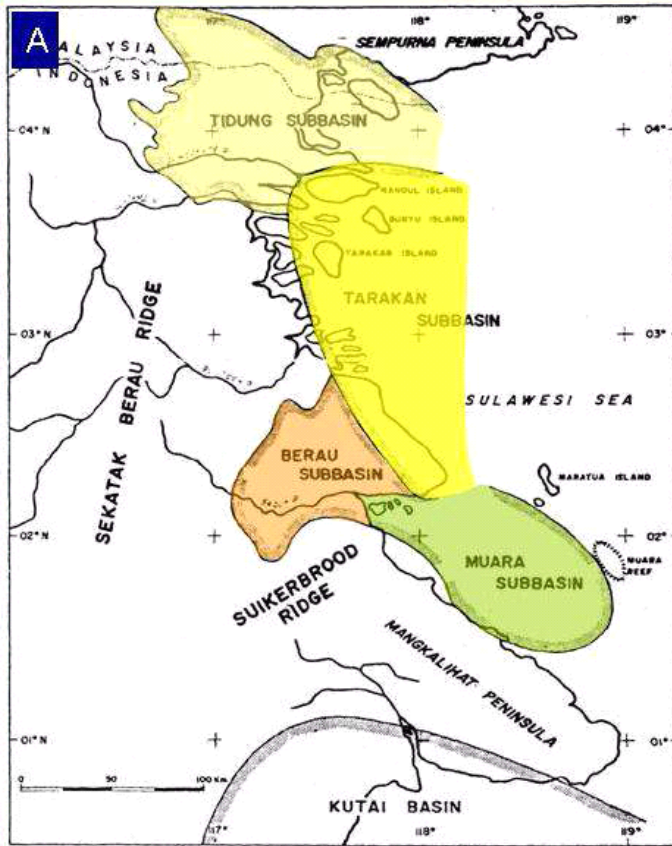 A
117°
118°
119°
MALAYSIA
INDONESIA
SEMPURNA PENINSULA
04° N
04°
TIDUNG SUBBASIN
BUNYU ISLAND
TARAKAN ISLAND
TARAKAN
SUBBASIN
03° N
03°
SEKATAK BERAU RIDGE
SULAWESI SEA
BERAU
SUBBASIN
MARATUA ISLAND
02° N
02°
MUARA
REEF
MUARA
SUBBASIN
SUIKERBROOD
RIDGE
MANGKALIHAT PENINSULA
01° N
01°
0 50 100 KM
KUTAI BASIN
117°
118°
119°